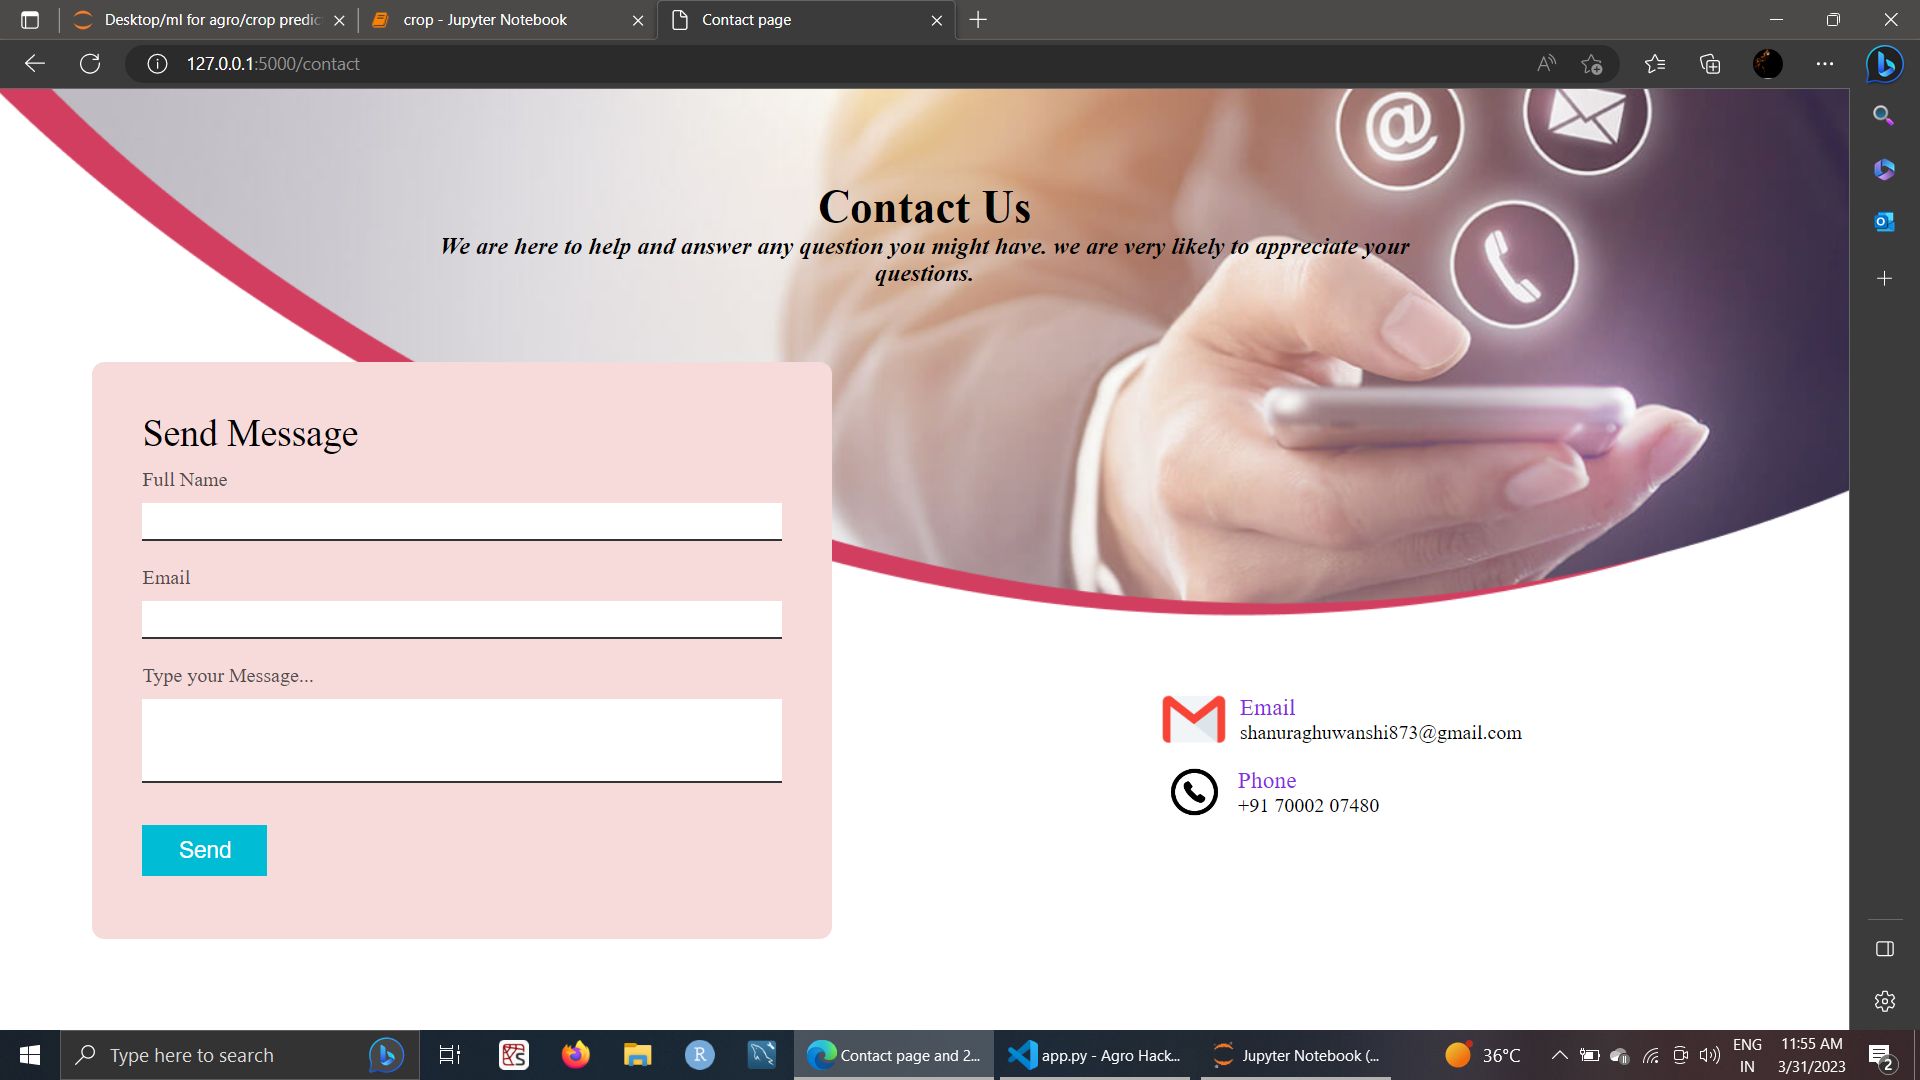 Desktop/ml for agro/crop predic
crop - Jupyter Notebook
Contact page
127.0.0.1:5000/contact
Contact Us
We are here to help and answer any question you might have. we are very likely to appreciate your
questions.
Send Message
Full Name
Email
Type your Message...
Send
Email
shanuraghuwanshi873@gmail.com
Phone
+91 70002 07480
Type here to search
Contact page and 2...
app.py - Agro Hack...
Jupyter Notebook (...
36°C
ENG
IN
11:55 AM
3/31/2023
2